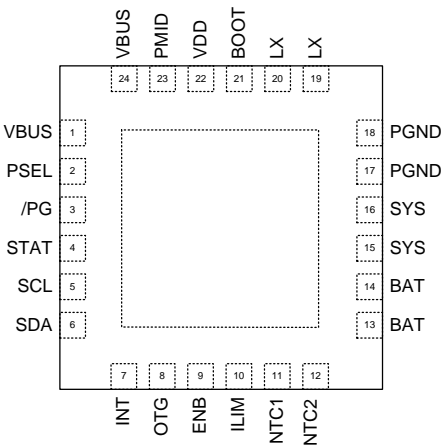 VBUS PMID VDD BOOT LX LX
24 23 22 21 20 19
VBUS 1 18 PGND
PSEL 2 17 PGND
/PG 3 16 SYS
STAT 4 15 SYS
SCL 5 14 BAT
SDA 6 13 BAT
7 8 9 10 11 12
INT OTG ENB ILIM NTC1 NTC2